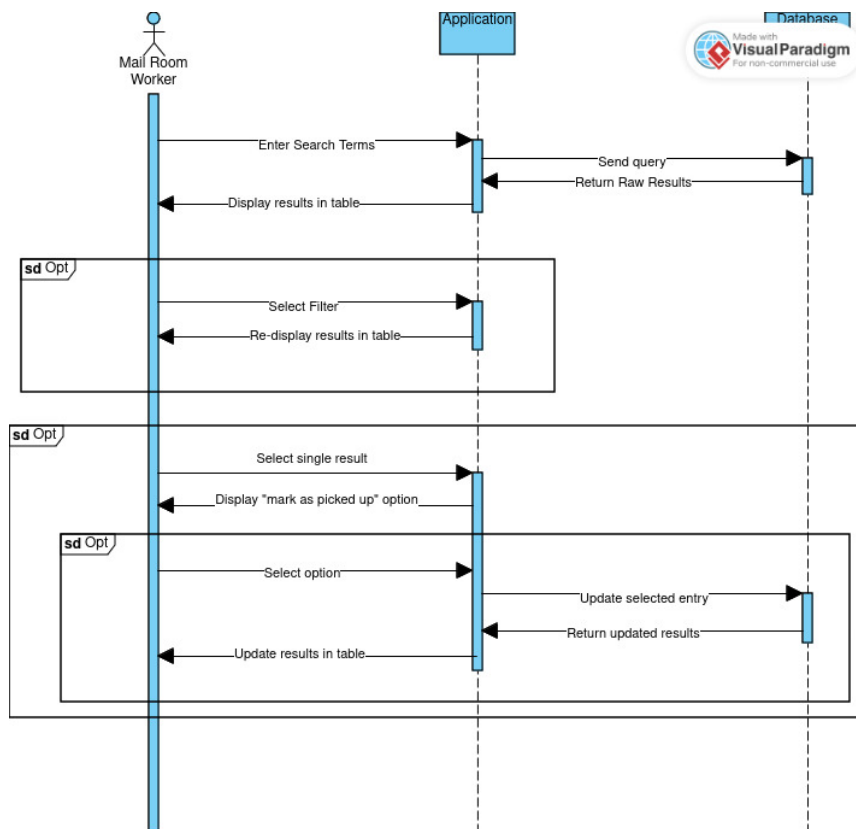 Application
Database
Made with
Visual Paradigm
For non-commercial use
Mail Room
Worker
Enter Search Terms
Send query
Return Raw Results
Display results in table
sd Opt
Select Filter
Re-display results in table
sd Opt
Select single result
Display "mark as picked up" option
sd Opt
Select option
Update selected entry
Return updated results
Update results in table